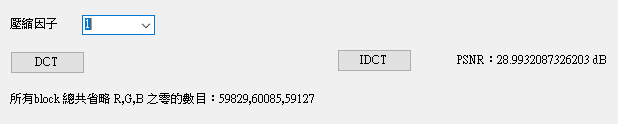 壓縮因子 1
DCT IDCT PSNR：28.9932087326203 dB
所有block 總共省略 R,G,B 之零的數目：59829,60085,59127